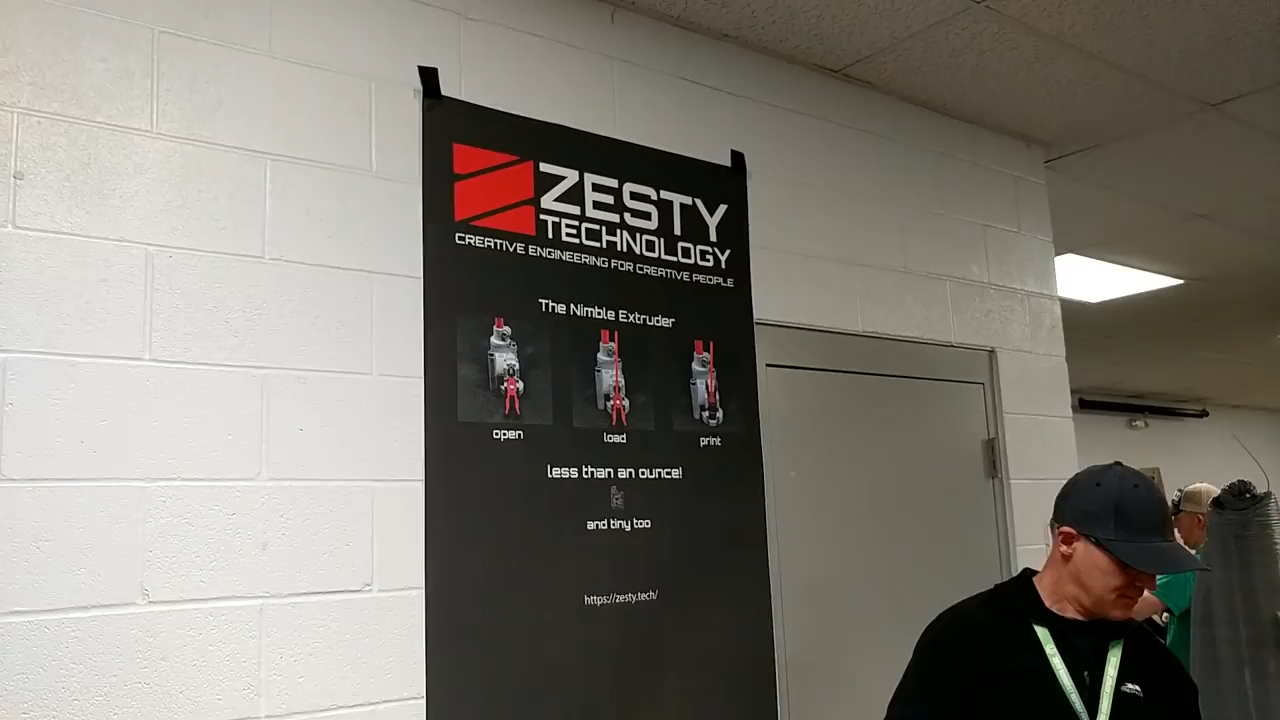 ZESTY
TECHNOLOGY
CREATIVE ENGINEERING FOR CREATIVE PEOPLE
The Nimble Extruder
open load print
less than an ounce!
and tiny too
https://zesty.tech/